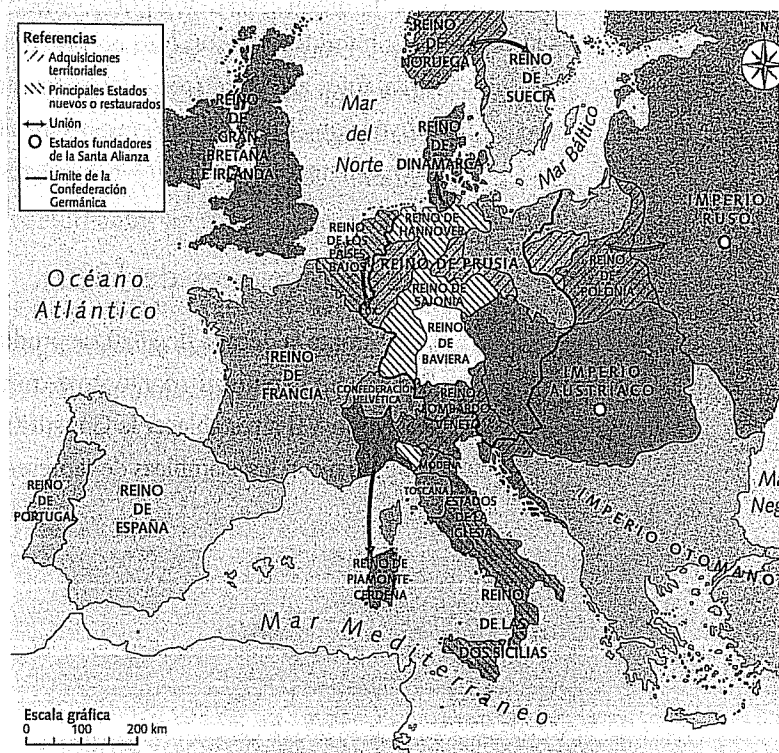 Referencias
Adquisiciones
territoriales
Principales Estados
nuevos o restaurados
Unión
Estados fundadores
de la Santa Alianza
Límite de la
Confederación
Germánica
N
REINO
DE
NORUEGA
REINO
DE
SUECIA
REINO
DE
GRAN
BRETAÑA
E IRLANDA
Mar
del
Norte
REINO
DE
DINAMARCA
Mar Báltico
IMPERIO
RUSO
REINO DE
HANNOVER
REINO
DE LOS
PAÍSES
BAJOS
REINO DE PRUSIA
REINO
DE
POLONIA
REINO DE
SAJONIA
Océano
Atlántico
REINO
DE
BAVIERA
REINO
DE
FRANCIA
CONFEDERACIÓN
HELVÉTICA
IMPERIO
AUSTRÍACO
REINO
LOMBARDO
VENETO
MODENA
TOSCANA
ESTADOS
DE LA
IGLESIA
REINO
DE
PORTUGAL
REINO
DE
ESPAÑA
IMPERIO OTOMANO
REINO DE
PIAMONTE-
CERDEÑA
REINO
DE LAS
DOS SICILIAS
Mar Mediterráneo
Escala gráfica
0 100 200 km